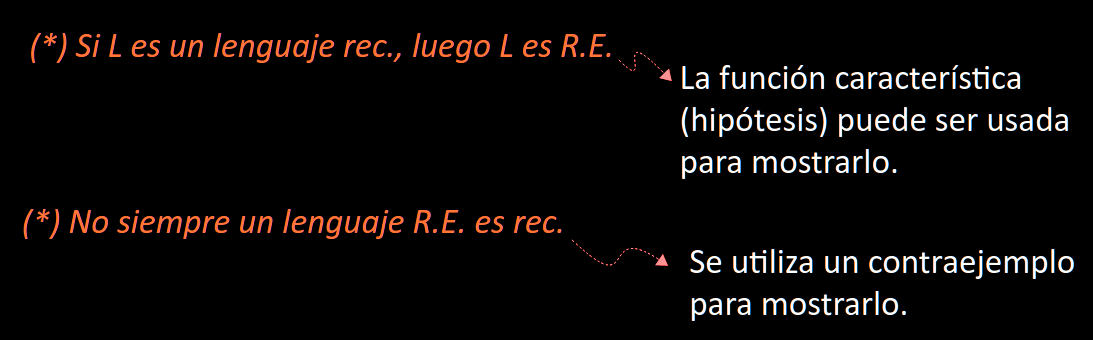 (*) Si L es un lenguaje rec., luego L es R.E.
La función característica
(hipótesis) puede ser usada
para mostrarlo.
(*) No siempre un lenguaje R.E. es rec.
Se utiliza un contraejemplo
para mostrarlo.